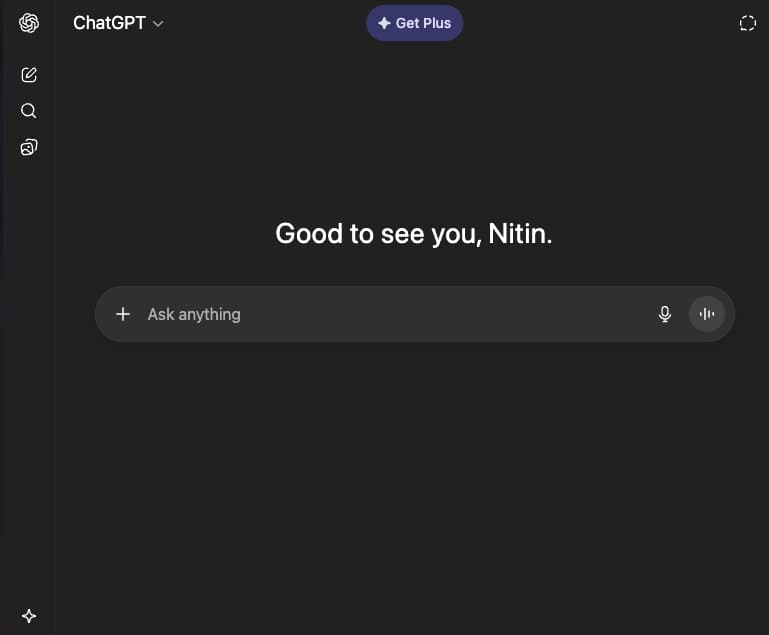 ChatGPT
Get Plus
Good to see you, Nitin.
Ask anything